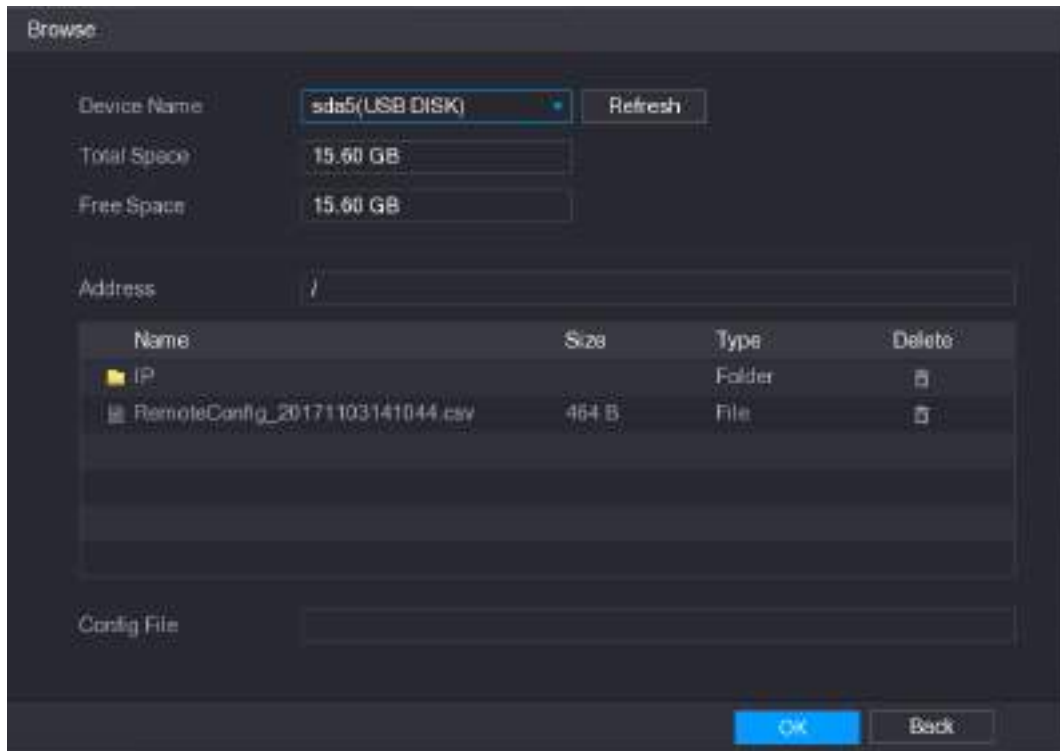 Browse
Device Name sda5(USB DISK) Refresh
Total Space 15.60 GB
Free Space 15.60 GB
Address /
Name Size Type Delete
IP Folder
RemoteConfig_20171103141044.csv 464 B File
Config File
OK Back